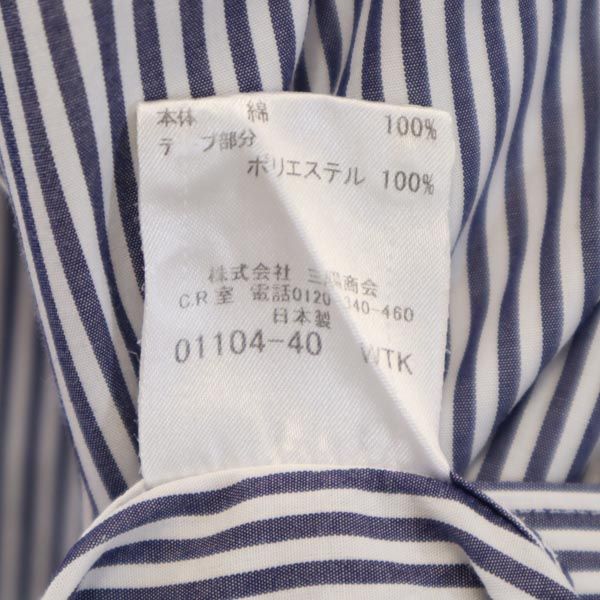 本体 綿 100%
テープ部分
ポリエステル 100%
株式会社 三陽商会
C.R室 電話0120-340-460
日本製
01104-40 WTK